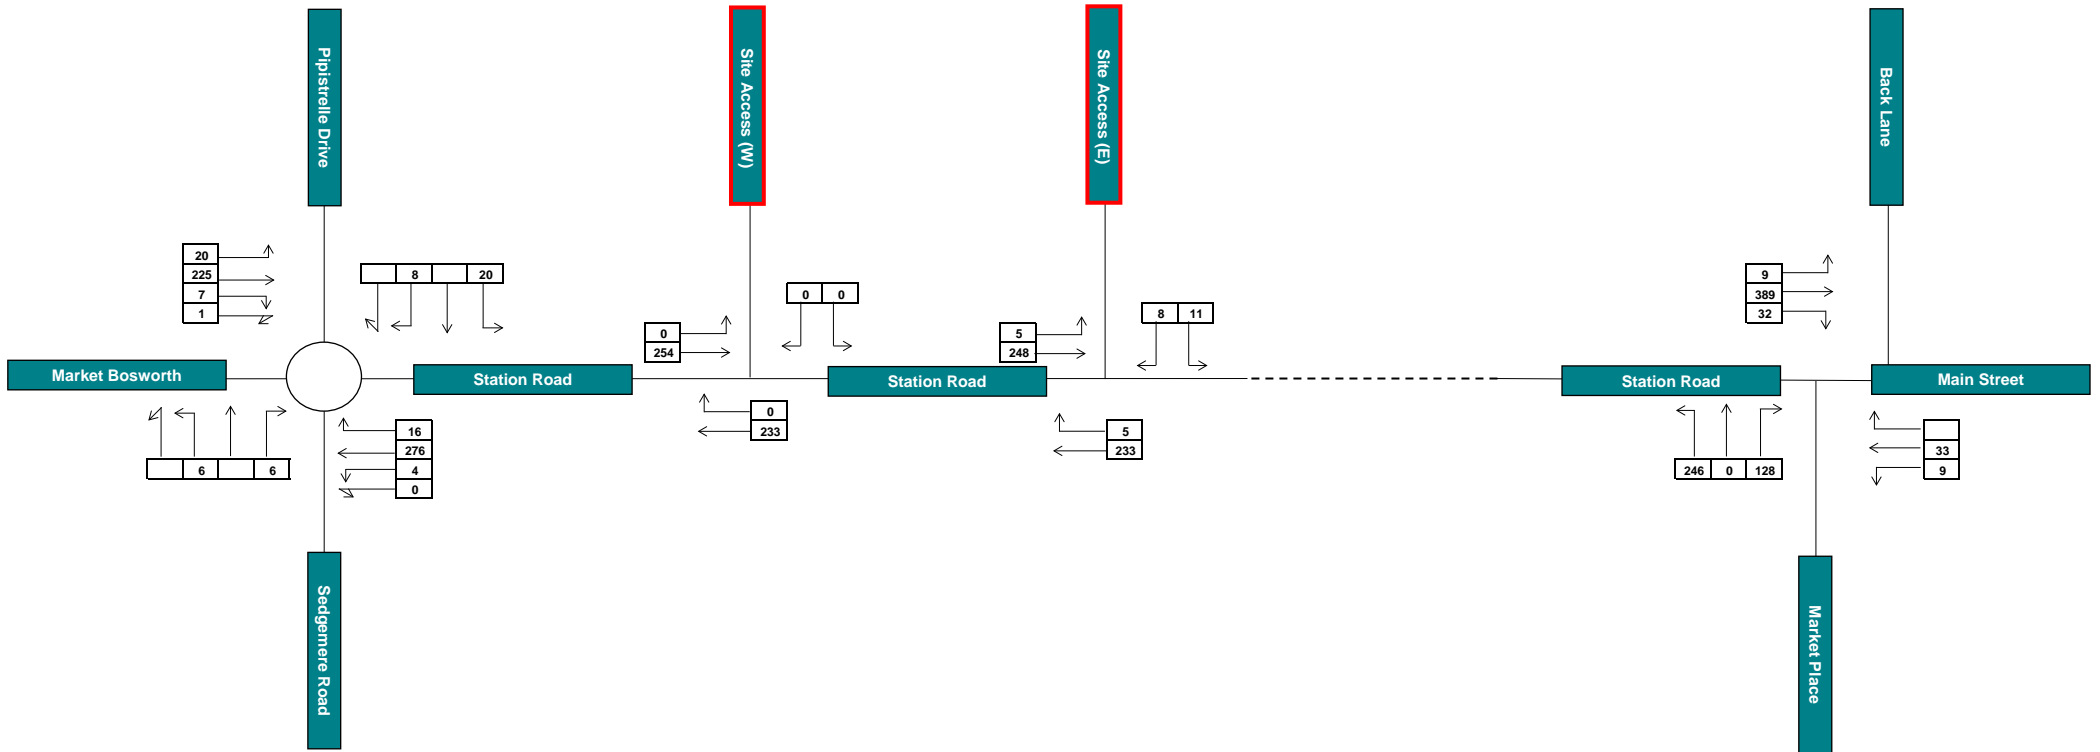 Pipistrelle Drive
Site Access (W)
Site Access (E)
Back Lane
20
225
7
1
8 20
0 0
0
254
5
248
8 11
9
389
32
Market Bosworth
Station Road
Station Road
Station Road
Main Street
6 6
16
276
4
0
0
233
5
233
246 0 128
33
9
Sedgemere Road
Market Place